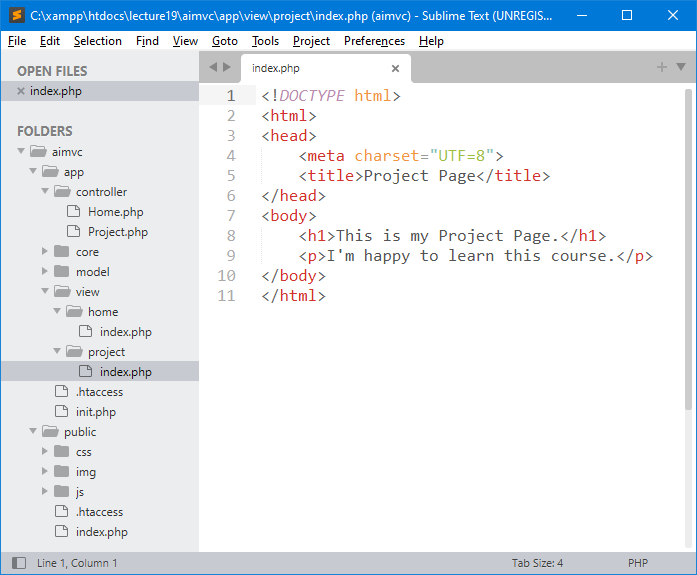 C:\xampp\htdocs\lecture19\aimvc\app\view\project\index.php (aimvc) - Sublime Text (UNREGIS...
File Edit Selection Find View Goto Tools Project Preferences Help
OPEN FILES
index.php
FOLDERS
aimvc
app
controller
Home.php
Project.php
core
model
view
home
index.php
project
index.php
.htaccess
init.php
public
css
img
js
.htaccess
index.php
index.php
1 <!DOCTYPE html>
2 <html>
3 <head>
4 <meta charset="UTF=8">
5 <title>Project Page</title>
6 </head>
7 <body>
8 <h1>This is my Project Page.</h1>
9 <p>I'm happy to learn this course.</p>
10 </body>
11 </html>
Line 1, Column 1 Tab Size: 4 PHP